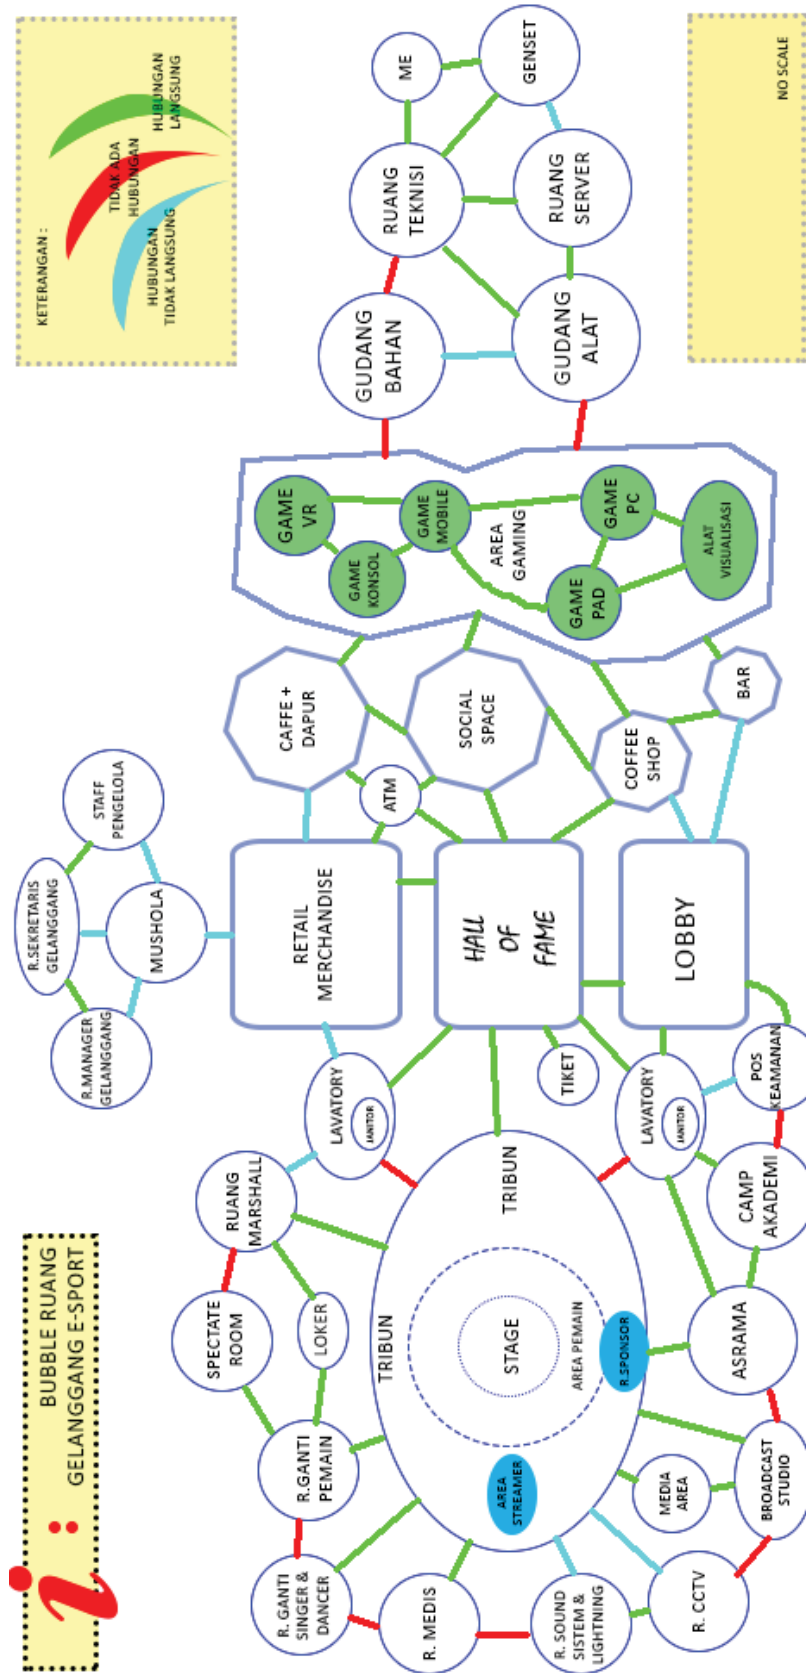 i :
BUBBLE RUANG
GELANGGANG E-SPORT
KETERANGAN :
HUBUNGAN
TIDAK LANGSUNG
TIDAK ADA
HUBUNGAN
HUBUNGAN
LANGSUNG
R.MANAGER
GELANGGANG
R.SEKRETARIS
GELANGGANG
STAFF
PENGELOLA
MUSHOLA
SPECTATE
ROOM
RUANG
MARSHALL
LOKER
R.GANTI
PEMAIN
R. GANTI
SINGER &
DANCER
R. MEDIS
R. SOUND
SISTEM &
LIGHTNING
R. CCTV
BROADCAST
STUDIO
MEDIA
AREA
ASRAMA
CAMP
AKADEMI
POS
KEAMANAN
LAVATORY
JANITOR
LAVATORY
JANITOR
TIKET
TRIBUN
TRIBUN
STAGE
AREA PEMAIN
AREA
STREAMER
R.SPONSOR
RETAIL
MERCHANDISE
HALL
OF
FAME
LOBBY
CAFFE +
DAPUR
ATM
SOCIAL
SPACE
COFFEE
SHOP
BAR
GAME
VR
GAME
KONSOL
GAME
MOBILE
AREA
GAMING
GAME
PAD
GAME
PC
ALAT
VISUALISASI
GUDANG
BAHAN
GUDANG
ALAT
RUANG
TEKNISI
RUANG
SERVER
ME
GENSET
NO SCALE